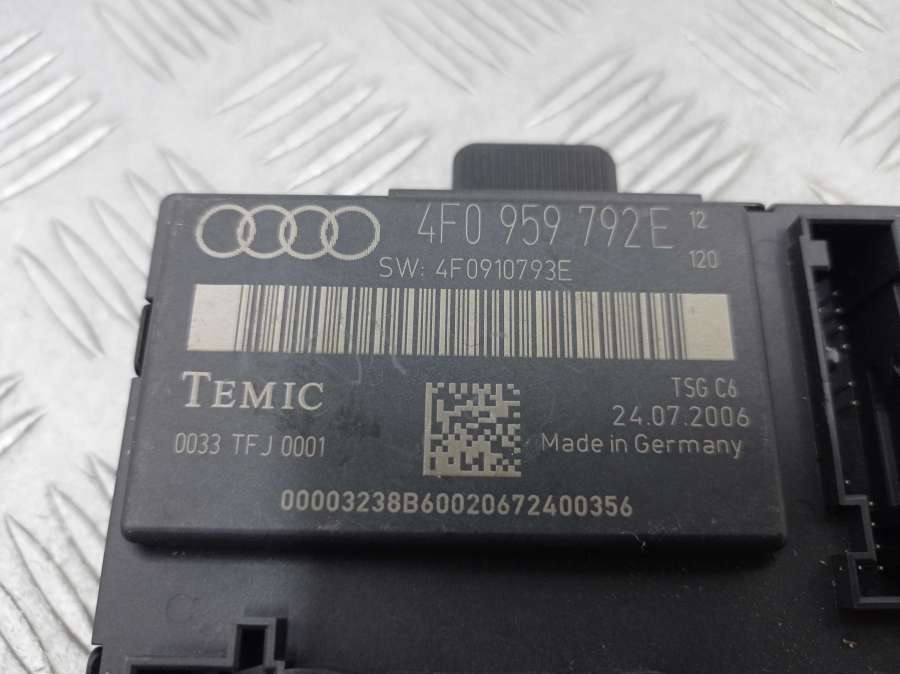 4F0 959 792E 12
SW: 4F0910793E 120
TEMIC
TSG C6
24.07.2006
0033 TFJ 0001
Made in Germany
00003238B60020672400356